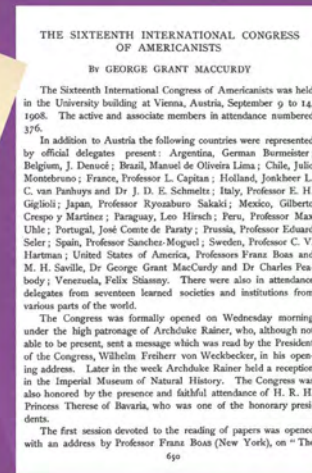 THE SIXTEENTH INTERNATIONAL CONGRESS
OF AMERICANISTS
By GEORGE GRANT MACCURDY
The Sixteenth International Congress of Americanists was held
in the University building at Vienna, Austria, September 9 to 14,
1908. The active and associate members in attendance numbered
376.
In addition to Austria the following countries were represented
by official delegates present: Argentina, German Burmeister;
Belgium, J. Denucé; Brazil, Manuel de Oliveira Lima; Chile, Julio
Montebruno; France, Professor L. Capitan; Holland, Jonkheer L.
C. van Panhuys and Dr J. D. E. Schmeltz; Italy, Professor E. H.
Giglioli; Japan, Professor Ryozaburo Sakaki; Mexico, Gilberto
Crespo y Martinez; Paraguay, Leo Hirsch; Peru, Professor Max
Uhle; Portugal, José Comte de Paraty; Prussia, Professor Eduard
Seler; Spain, Professor Sanchez-Moguel; Sweden, Professor C. V.
Hartman; United States of America, Professors Franz Boas and
M. H. Saville, Dr George Grant MacCurdy and Dr Charles Pea-
body; Venezuela, Felix Stiassny. There were also in attendance
delegates from seventeen learned societies and institutions from
various parts of the world.
The Congress was formally opened on Wednesday morning
under the high patronage of Archduke Rainer, who, although not
able to be present, sent a message which was read by the President
of the Congress, Wilhelm Freiherr von Weckbecker, in his open-
ing address. Later in the week Archduke Rainer held a reception
in the Imperial Museum of Natural History. The Congress was
also honored by the presence and faithful attendance of H. R. H.
Princess Therese of Bavaria, who was one of the honorary presi-
dents.
The first session devoted to the reading of papers was opened
with an address by Professor Franz Boas (New York), on "The
650